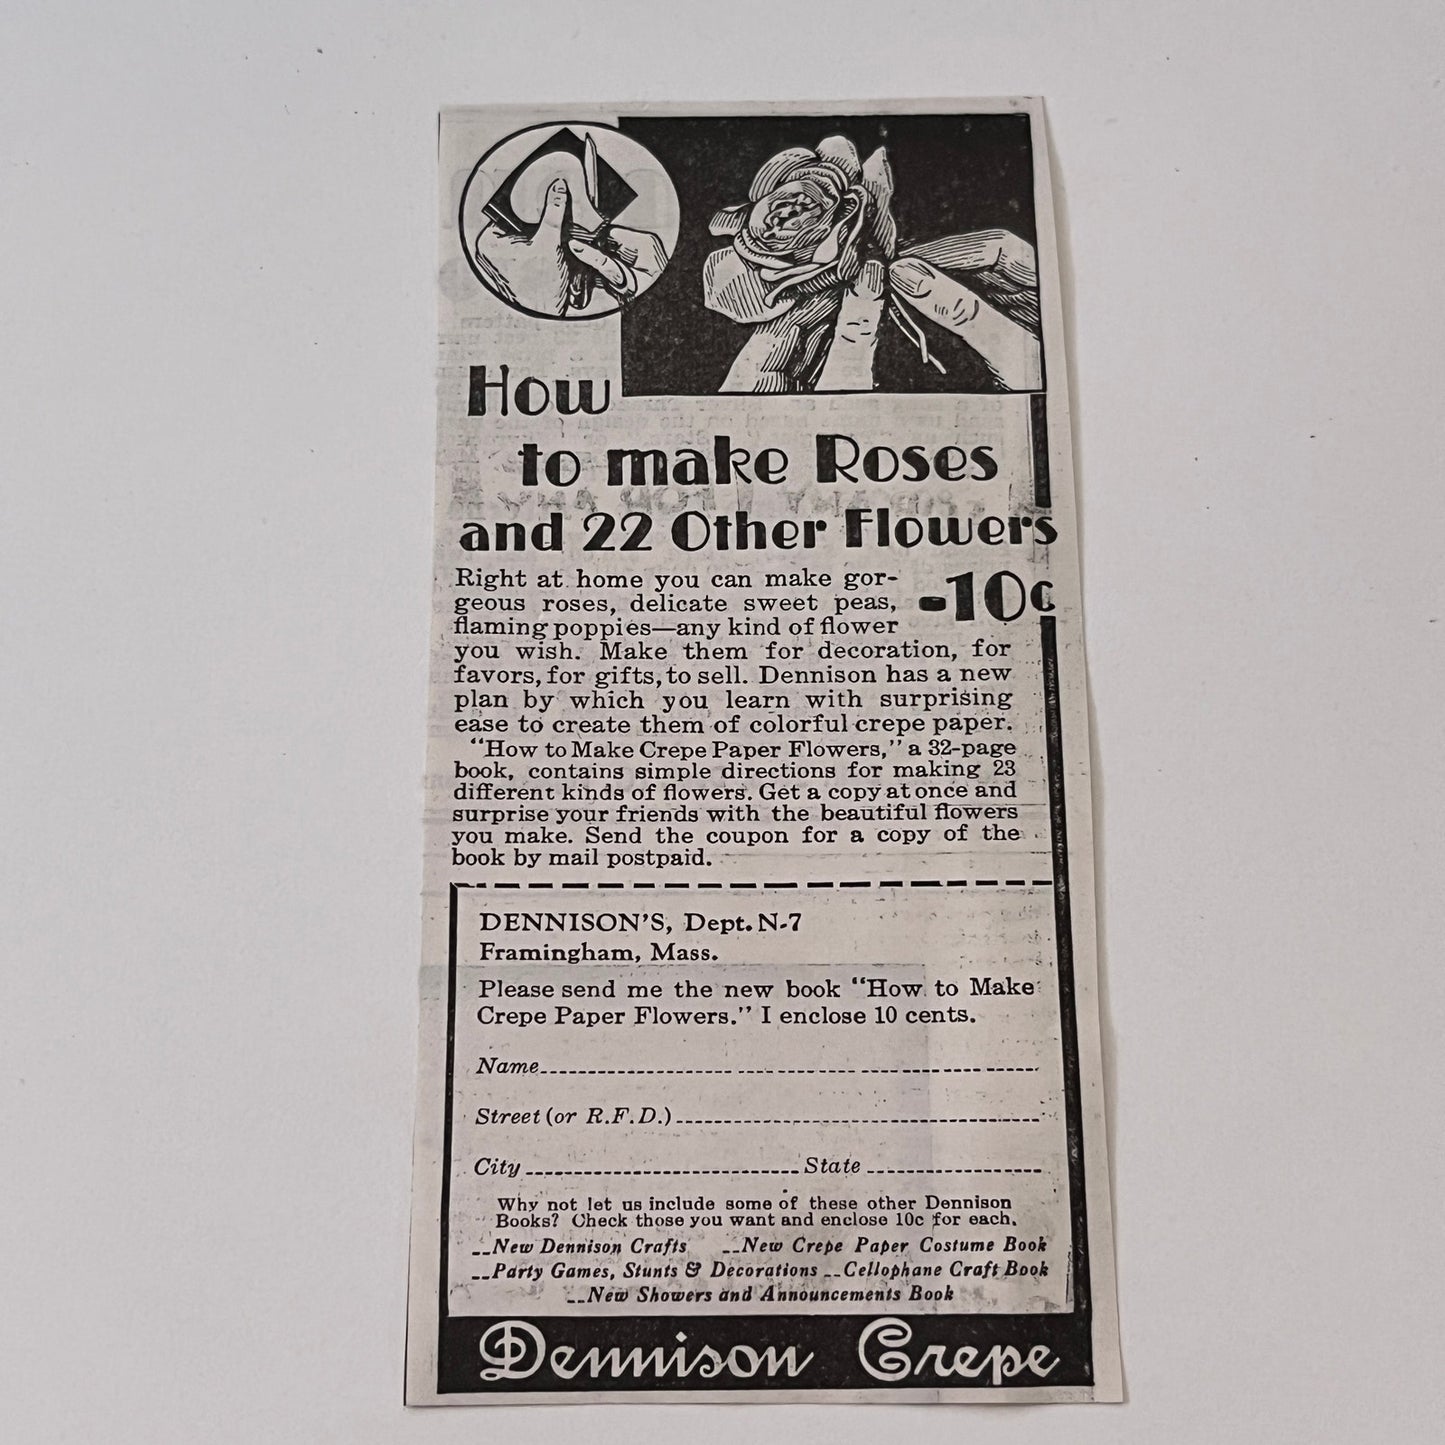 How
to make Roses
and 22 Other Flowers
-10c
Right at home you can make gor-
geous roses, delicate sweet peas,
flaming poppies—any kind of flower
you wish. Make them for decoration, for
favors, for gifts, to sell. Dennison has a new
plan by which you learn with surprising
ease to create them of colorful crepe paper.
"How to Make Crepe Paper Flowers," a 32-page
book, contains simple directions for making 23
different kinds of flowers. Get a copy at once and
surprise your friends with the beautiful flowers
you make. Send the coupon for a copy of the
book by mail postpaid.
DENNISON'S, Dept. N-7
Framingham, Mass.
Please send me the new book "How to Make
Crepe Paper Flowers." I enclose 10 cents.
Name
Street (or R.F.D.)
City State
Why not let us include some of these other Dennison
Books? Check those you want and enclose 10c for each.
__New Dennison Crafts __New Crepe Paper Costume Book
__Party Games, Stunts & Decorations __Cellophane Craft Book
__New Showers and Announcements Book
Dennison Crepe